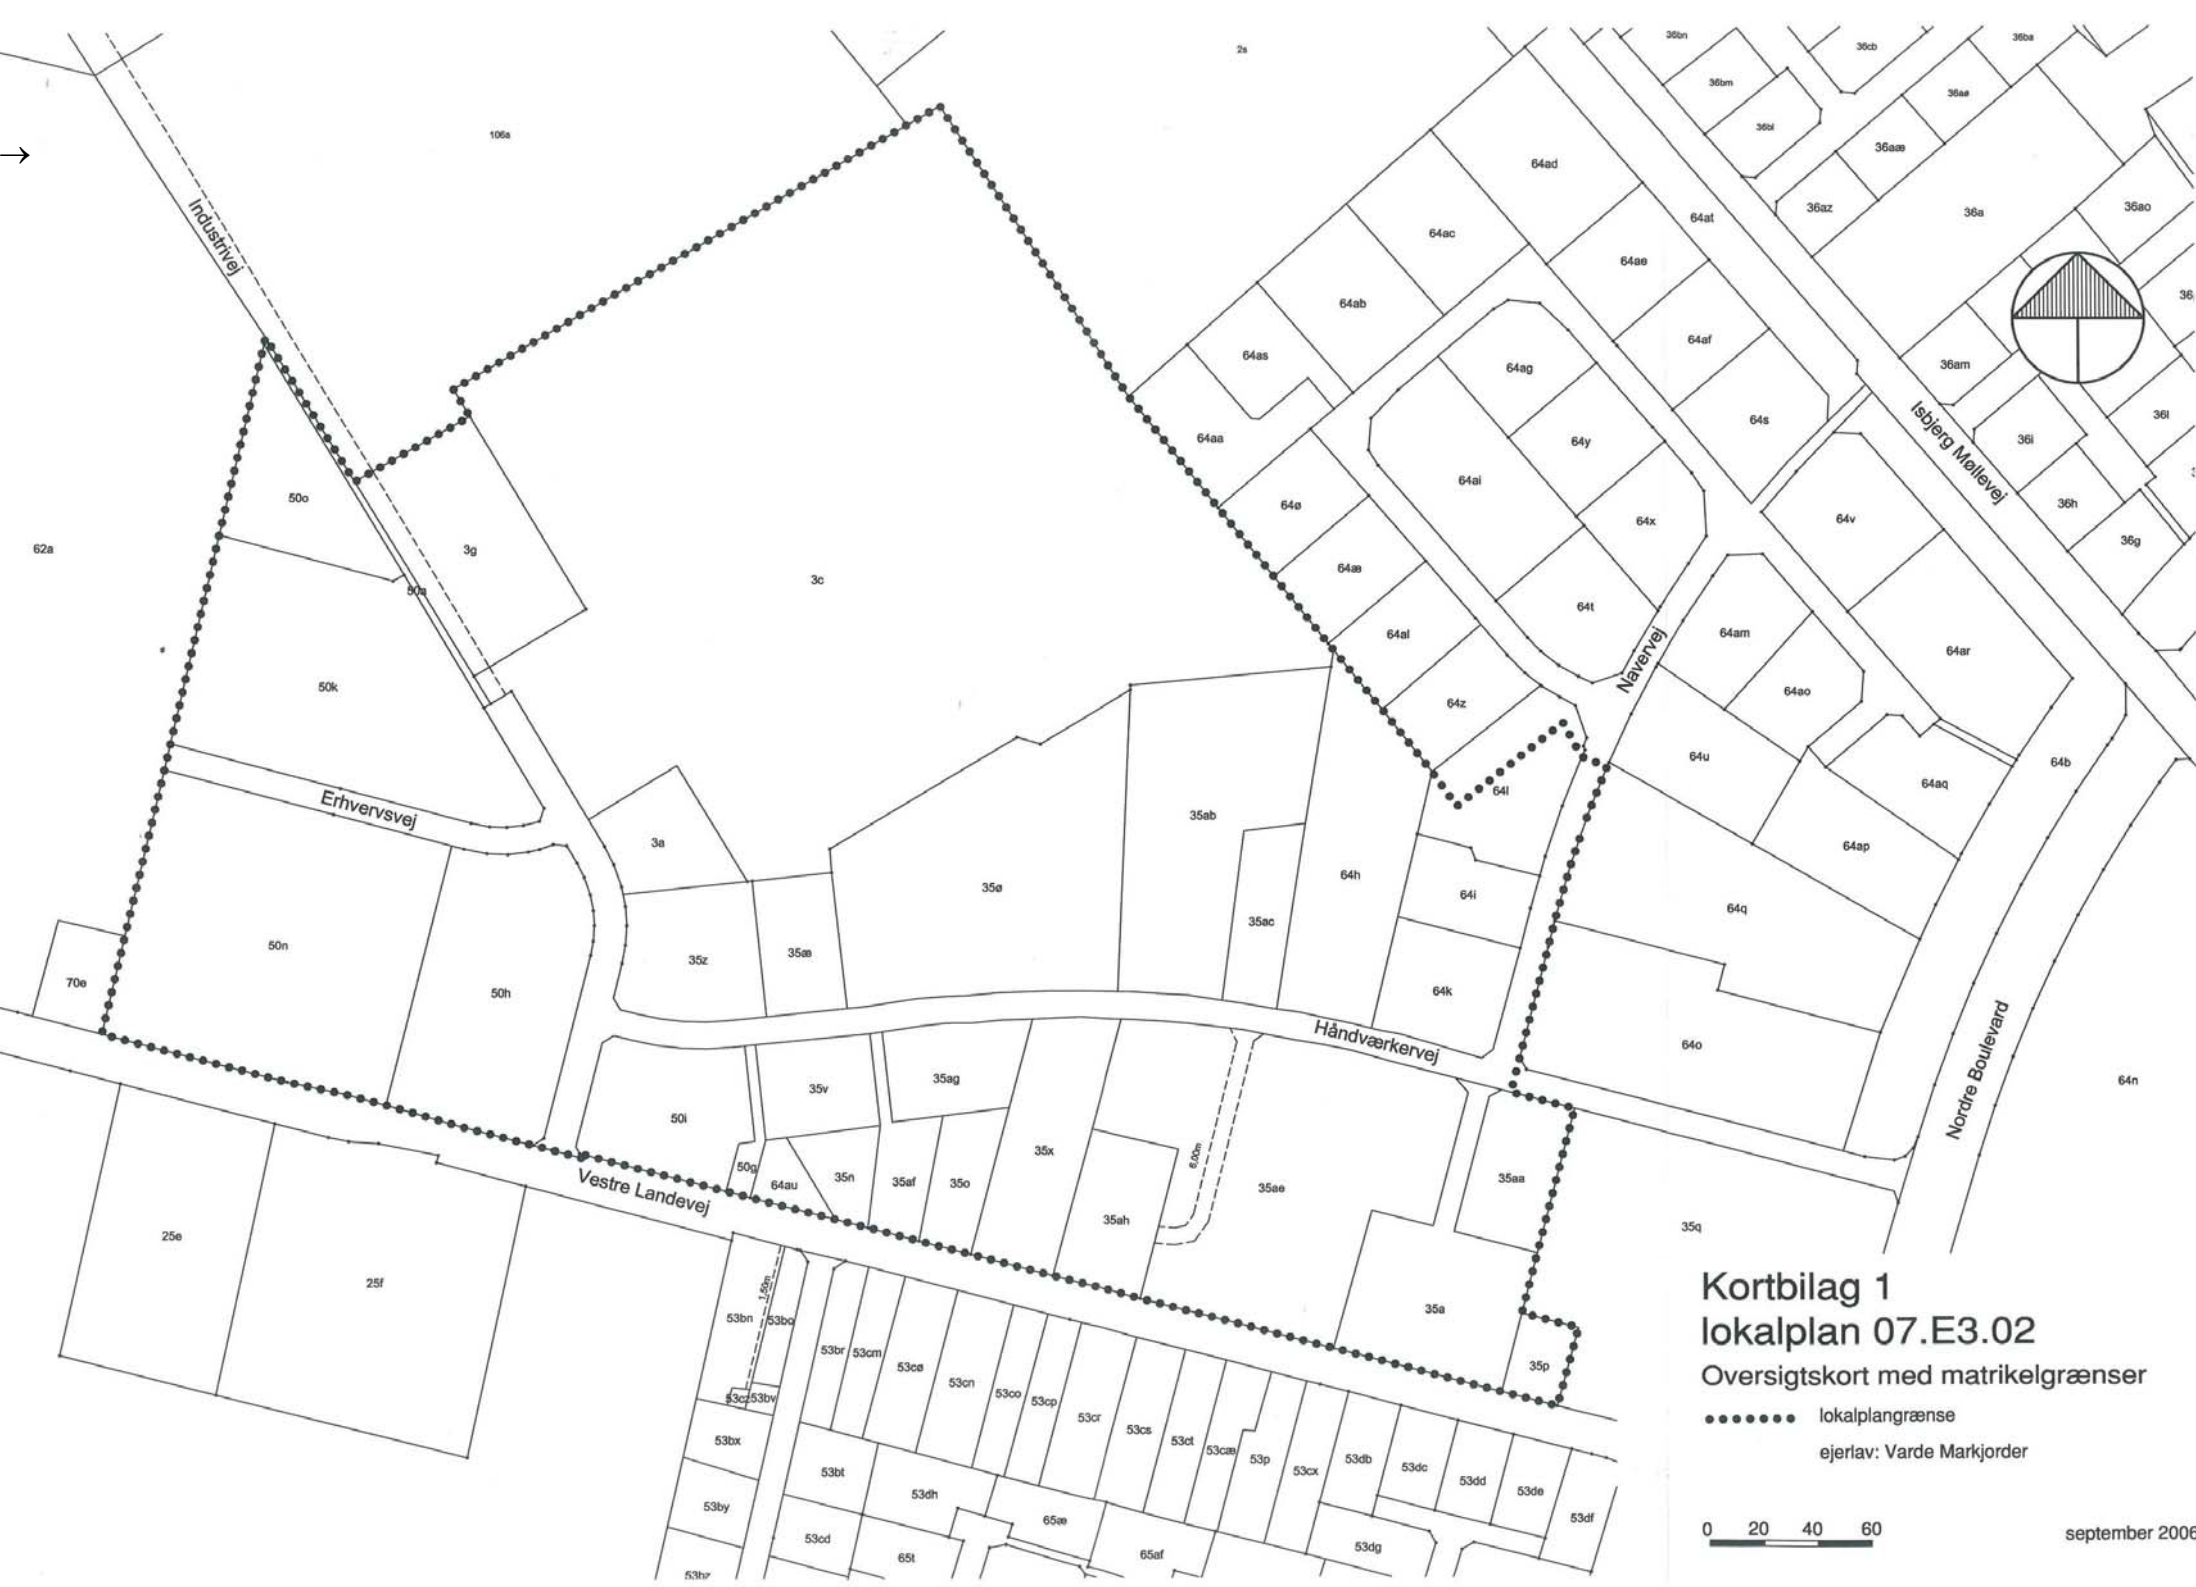 2s
36bn
36cb
36ba
36bm
36aø
36bl
106a
→
36aæ
64ad
36az
36a
36ao
64at
Industrivej
64ac
64ae
36
64ab
64af
64as
64ag
36am
Isbjerg Møllevej
36l
64s
64aa
64y
36i
64ai
50o
64ø
36h
64x
64v
36g
62a
3g
64æ
3c
50a
64t
64al
64am
Navervej
64ar
50k
64ao
64z
64u
64b
64l
64aq
Erhvervsvej
35ab
3a
64ap
64h
35ø
64i
64q
35ac
50n
35z
35æ
70e
50h
64k
Håndværkervej
64o
Nordre Boulevard
64n
35ag
35v
50i
35x
6,00m
50g
35n
64au
35af
35o
35aa
35ae
Vestre Landevej
35ah
35q
25e
25f
1,50m
35a
53bn
53bo
53br
53cm
53cø
53cn
53co
53cp
53cr
53cs
53ct
53cæ
53p
53cx
53db
53dc
53dd
53de
53df
35p
53cz
53bv
53bx
53bt
53by
53dh
65æ
53cd
65t
65af
53dg
53bz
Kortbilag 1
lokalplan 07.E3.02
Oversigtskort med matrikelgrænser
lokalplangrænse
ejerlav: Varde Markjorder
0 20 40 60
september 2006